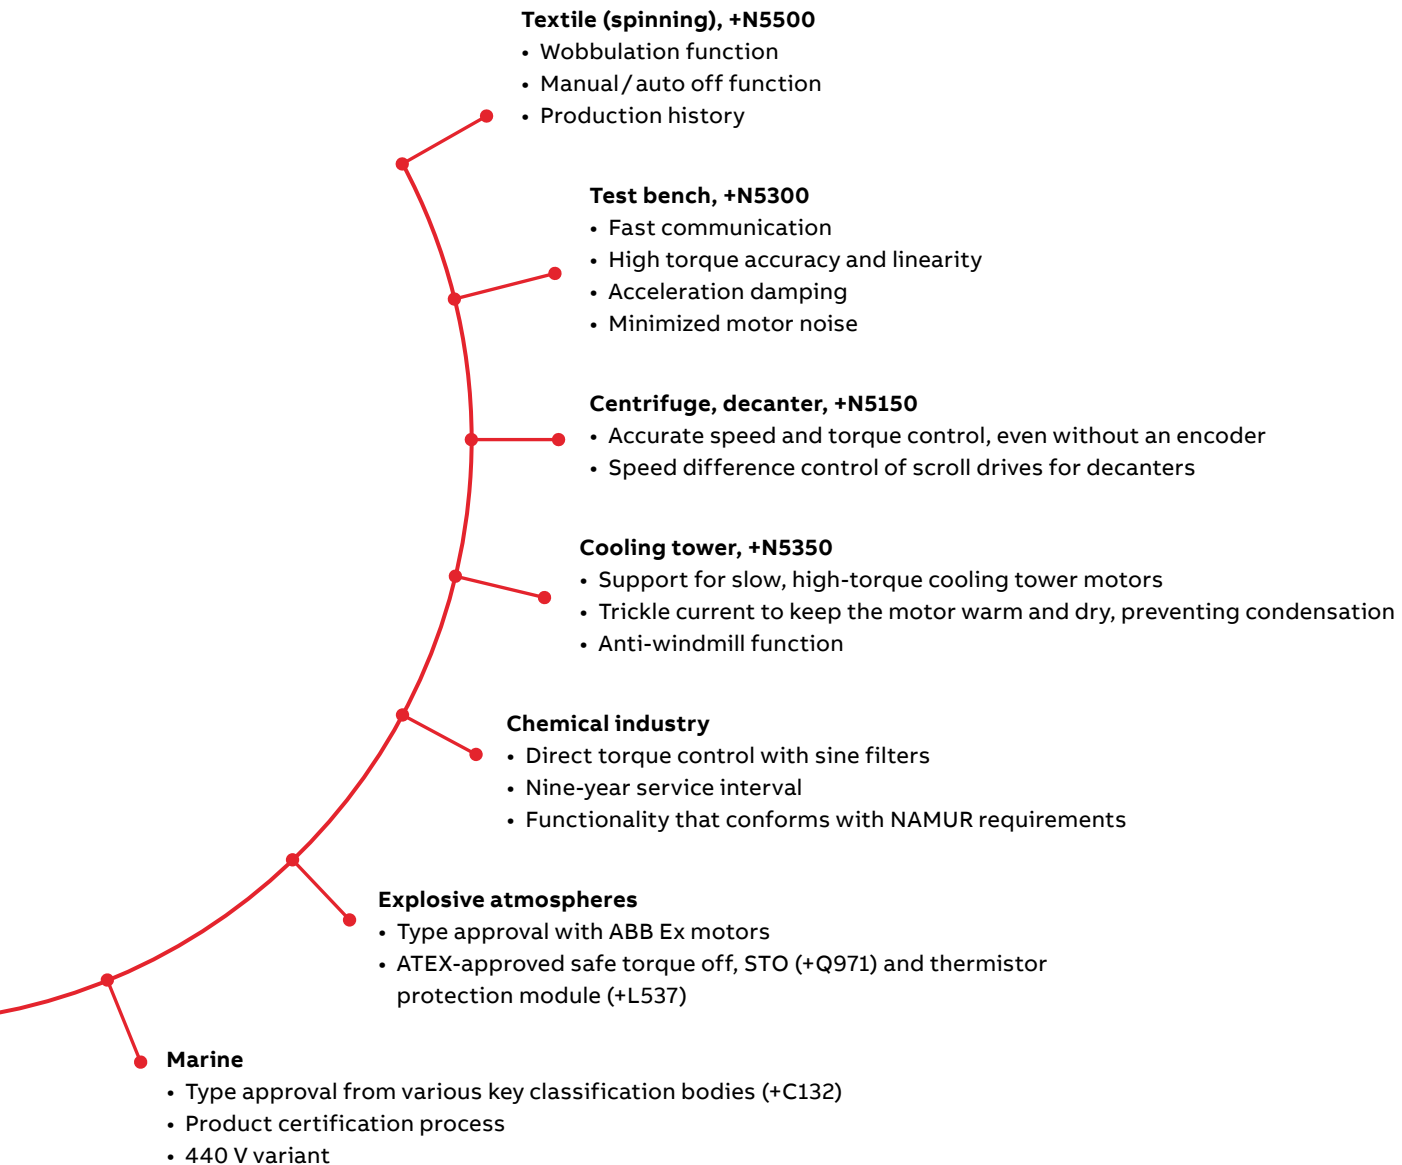 Textile (spinning), +N5500
• Wobbulation function
• Manual / auto off function
• Production history
Test bench, +N5300
• Fast communication
• High torque accuracy and linearity
• Acceleration damping
• Minimized motor noise
Centrifuge, decanter, +N5150
• Accurate speed and torque control, even without an encoder
• Speed difference control of scroll drives for decanters
Cooling tower, +N5350
• Support for slow, high-torque cooling tower motors
• Trickle current to keep the motor warm and dry, preventing condensation
• Anti-windmill function
Chemical industry
• Direct torque control with sine filters
• Nine-year service interval
• Functionality that conforms with NAMUR requirements
Explosive atmospheres
• Type approval with ABB Ex motors
• ATEX-approved safe torque off, STO (+Q971) and thermistor
protection module (+L537)
Marine
• Type approval from various key classification bodies (+C132)
• Product certification process
• 440 V variant